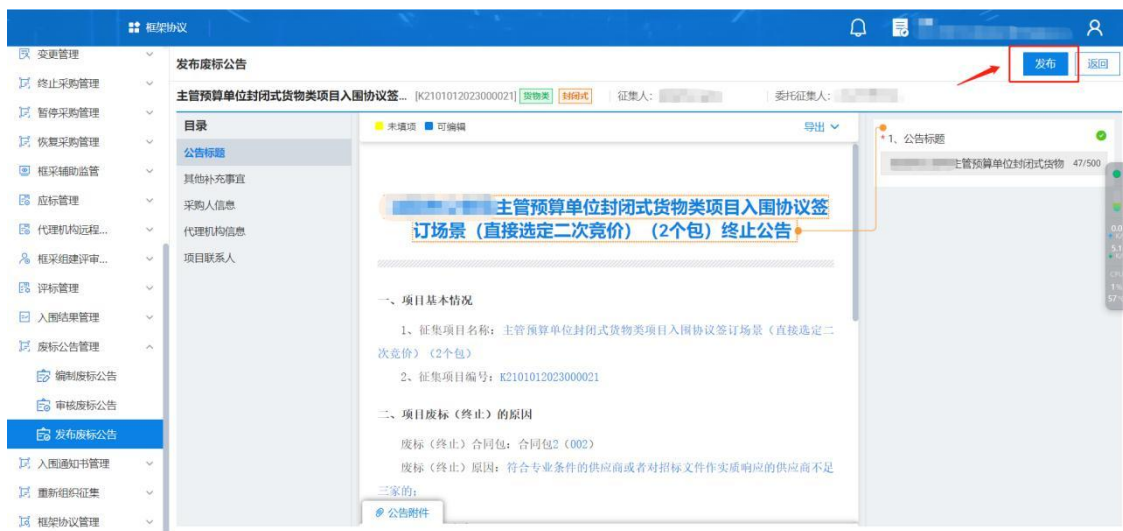 框架协议
变更管理
终止采购管理
暂停采购管理
恢复采购管理
框采辅助监管
应标管理
代理机构远程...
框采组建评审...
评标管理
入围结果管理
废标公告管理
编制废标公告
审核废标公告
发布废标公告
入围通知书管理
重新组织征集
框架协议管理
发布废标公告
发布
返回
主管预算单位封闭式货物类项目入围协议签... [K2101012023000021] 货物类 封闭式 征集人: 委托征集人:
目录
公告标题
其他补充事宜
采购人信息
代理机构信息
项目联系人
未填项 可编辑 导出
主管预算单位封闭式货物类项目入围协议签
订场景（直接选定二次竞价）（2个包）终止公告
一、项目基本情况
1、征集项目名称：主管预算单位封闭式货物类项目入围协议签订场景（直接选定二
次竞价）（2个包）
2、征集项目编号：K2101012023000021
二、项目废标（终止）的原因
废标（终止）合同包：合同包2（002）
废标（终止）原因：符合专业条件的供应商或者对招标文件作实质响应的供应商不足
三家的；
公告附件
* 1、公告标题
主管预算单位封闭式货物 47/500